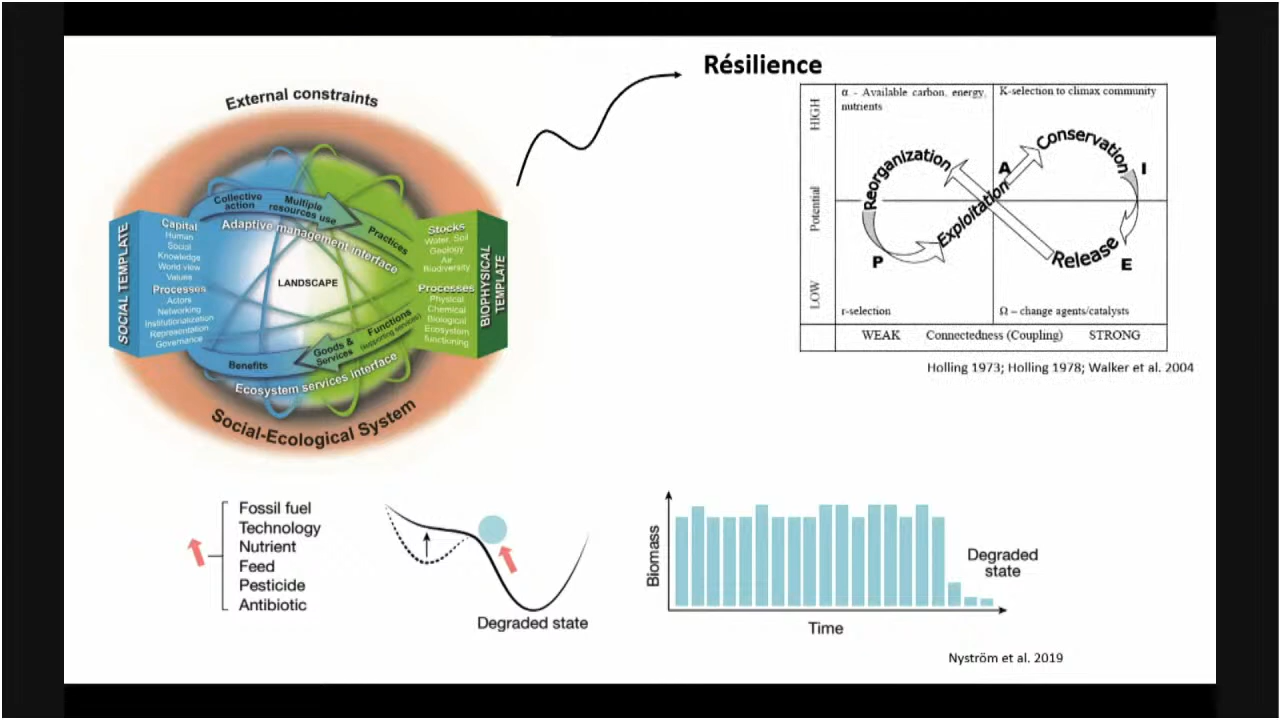 Résilience
External constraints
SOCIAL TEMPLATE
Capital
Human
Social
Knowledge
World view
Values
Processes
Actors
Networking
Institutionalization
Representation
Governance
Collective
action
Multiple
resources use
Practices
Adaptive management interface
LANDSCAPE
Stocks
Water, Soil
Geology
Air
Biodiversity
Processes
Physical
Chemical
Biological
Ecosystem
functioning
BIOPHYSICAL
TEMPLATE
Functions
(supporting services)
Goods &
Services
Benefits
Ecosystem services interface
Social-Ecological System
HIGH
Potential
LOW
α - Available carbon, energy,
nutrients
K-selection to climax community
Reorganization
Conservation
Exploitation
Release
A
I
P
E
r-selection
Ω – change agents/catalysts
WEAK Connectedness (Coupling) STRONG
Holling 1973; Holling 1978; Walker et al. 2004
Fossil fuel
Technology
Nutrient
Feed
Pesticide
Antibiotic
Degraded state
Biomass
Degraded
state
Time
Nyström et al. 2019